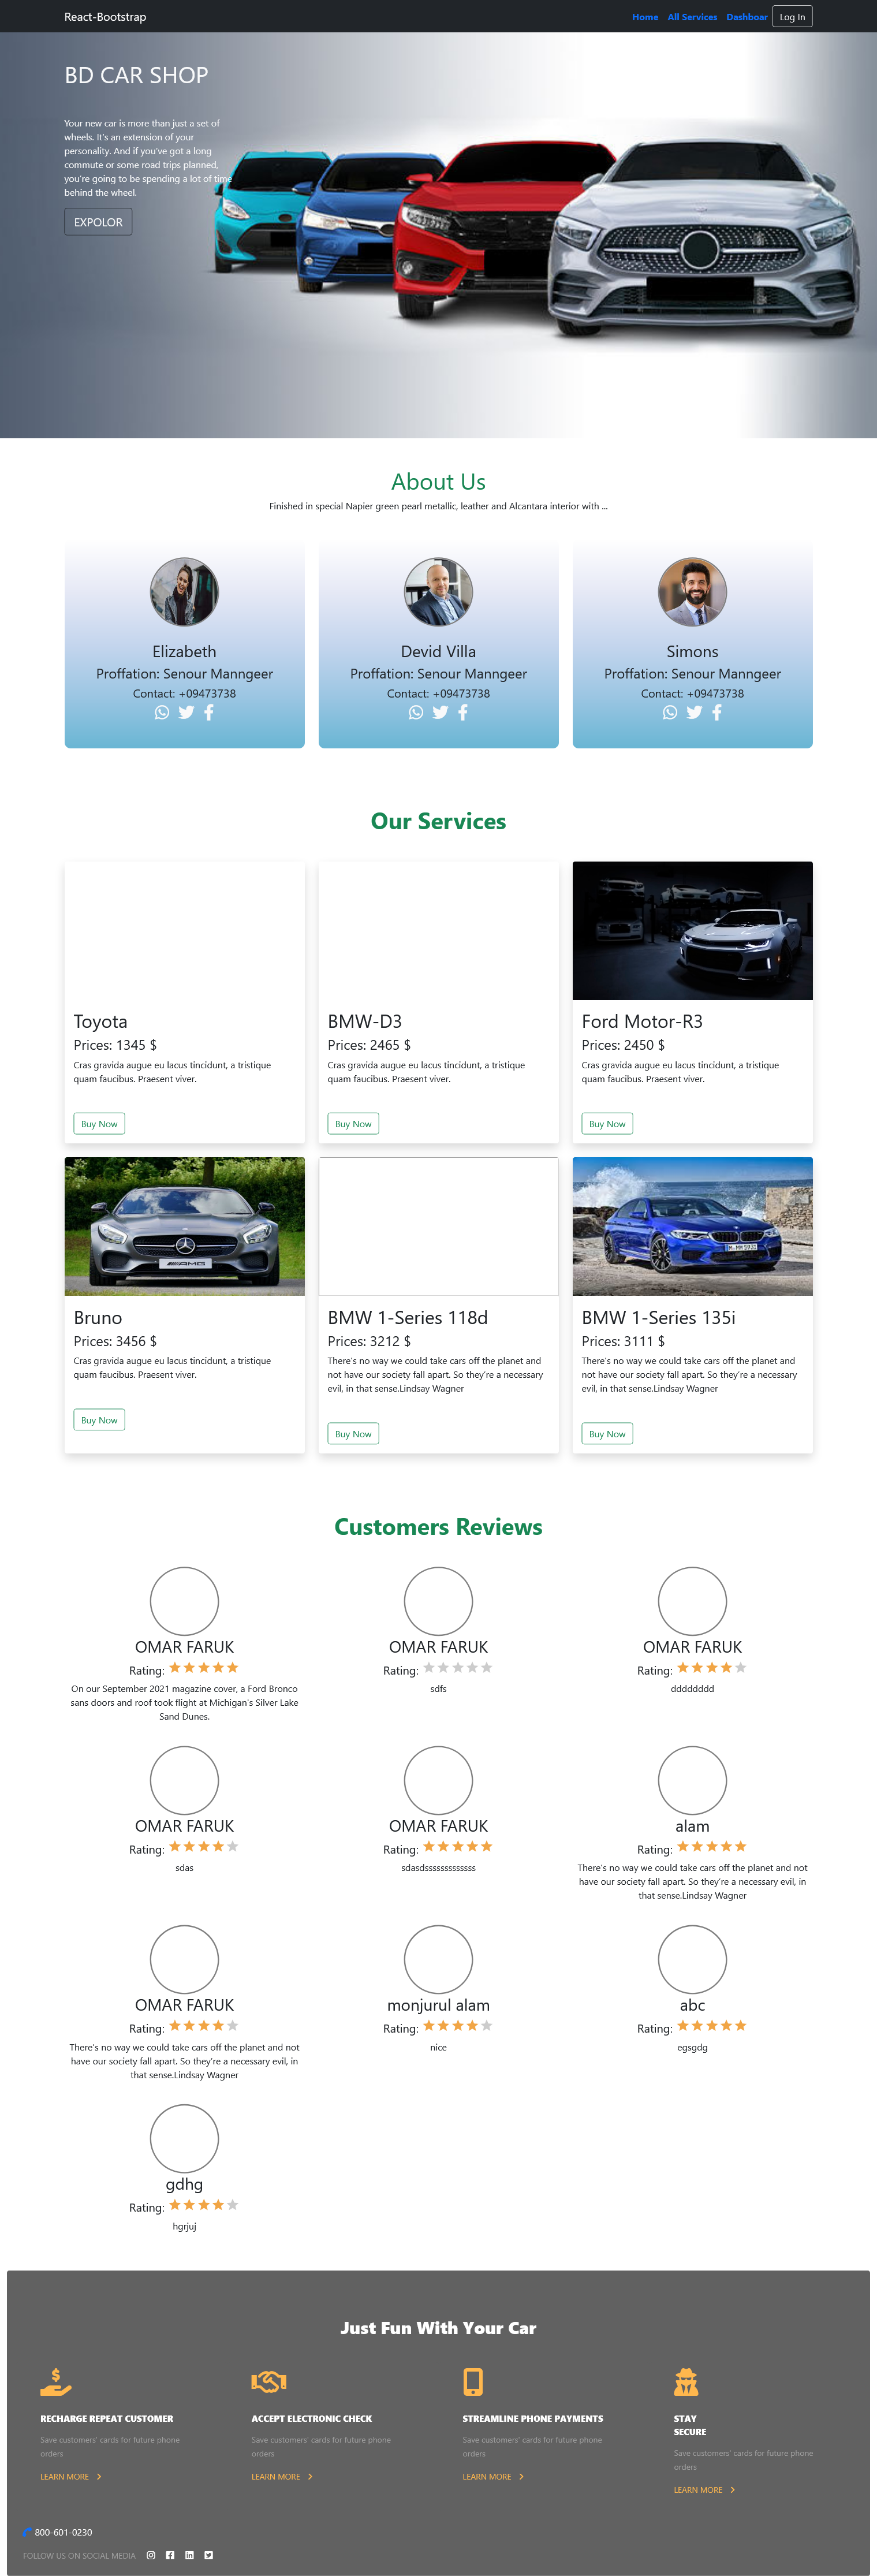 React-Bootstrap
Home All Services Dashboar Log In
BD CAR SHOP
Your new car is more than just a set of
wheels. It's an extension of your
personality. And if you've got a long
commute or some road trips planned,
you're going to be spending a lot of time
behind the wheel.
EXPOLOR
About Us
Finished in special Napier green pearl metallic, leather and Alcantara interior with ...
Elizabeth
Proffation: Senour Manngeer
Contact: +09473738
Devid Villa
Proffation: Senour Manngeer
Contact: +09473738
Simons
Proffation: Senour Manngeer
Contact: +09473738
Our Services
Toyota
Prices: 1345 $
Cras gravida augue eu lacus tincidunt, a tristique
quam faucibus. Praesent viver.
Buy Now
BMW-D3
Prices: 2465 $
Cras gravida augue eu lacus tincidunt, a tristique
quam faucibus. Praesent viver.
Buy Now
Ford Motor-R3
Prices: 2450 $
Cras gravida augue eu lacus tincidunt, a tristique
quam faucibus. Praesent viver.
Buy Now
AMG
Bruno
Prices: 3456 $
Cras gravida augue eu lacus tincidunt, a tristique
quam faucibus. Praesent viver.
Buy Now
BMW 1-Series 118d
Prices: 3212 $
There's no way we could take cars off the planet and
not have our society fall apart. So they're a necessary
evil, in that sense.Lindsay Wagner
Buy Now
BMW 1-Series 135i
Prices: 3111 $
There's no way we could take cars off the planet and
not have our society fall apart. So they're a necessary
evil, in that sense.Lindsay Wagner
Buy Now
Customers Reviews
OMAR FARUK
Rating:
On our September 2021 magazine cover, a Ford Bronco
sans doors and roof took flight at Michigan's Silver Lake
Sand Dunes.
OMAR FARUK
Rating:
sdfs
OMAR FARUK
Rating:
dddddddd
OMAR FARUK
Rating:
sdas
OMAR FARUK
Rating:
sdasdsssssssssssss
alam
Rating:
There's no way we could take cars off the planet and not
have our society fall apart. So they're a necessary evil, in
that sense.Lindsay Wagner
OMAR FARUK
Rating:
There's no way we could take cars off the planet and not
have our society fall apart. So they're a necessary evil, in
that sense.Lindsay Wagner
monjurul alam
Rating:
nice
abc
Rating:
egsgdg
gdhg
Rating:
hgrjuj
Just Fun With Your Car
RECHARGE REPEAT CUSTOMER
Save customers' cards for future phone
orders
LEARN MORE
ACCEPT ELECTRONIC CHECK
Save customers' cards for future phone
orders
LEARN MORE
STREAMLINE PHONE PAYMENTS
Save customers' cards for future phone
orders
LEARN MORE
STAY
SECURE
Save customers' cards for future phone
orders
LEARN MORE
800-601-0230
FOLLOW US ON SOCIAL MEDIA